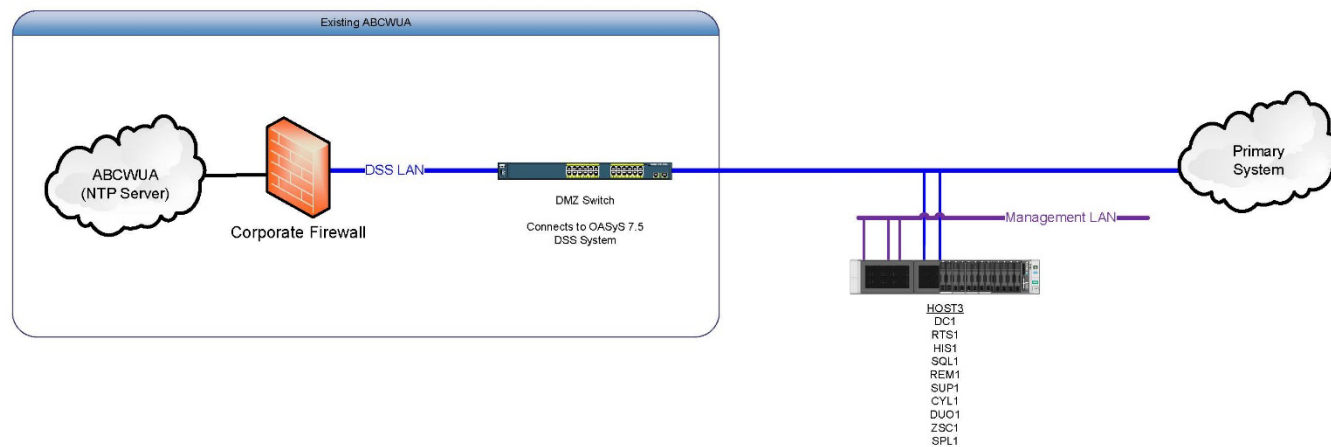 Existing ABCWUA
ABCWUA
(NTP Server)
Corporate Firewall
DSS LAN
DMZ Switch
Connects to OASyS 7.5
DSS System
Primary
System
Management LAN
HOST3
DC1
RTS1
HIS1
SQL1
REM1
SUP1
CYL1
DUO1
ZSC1
SPL1